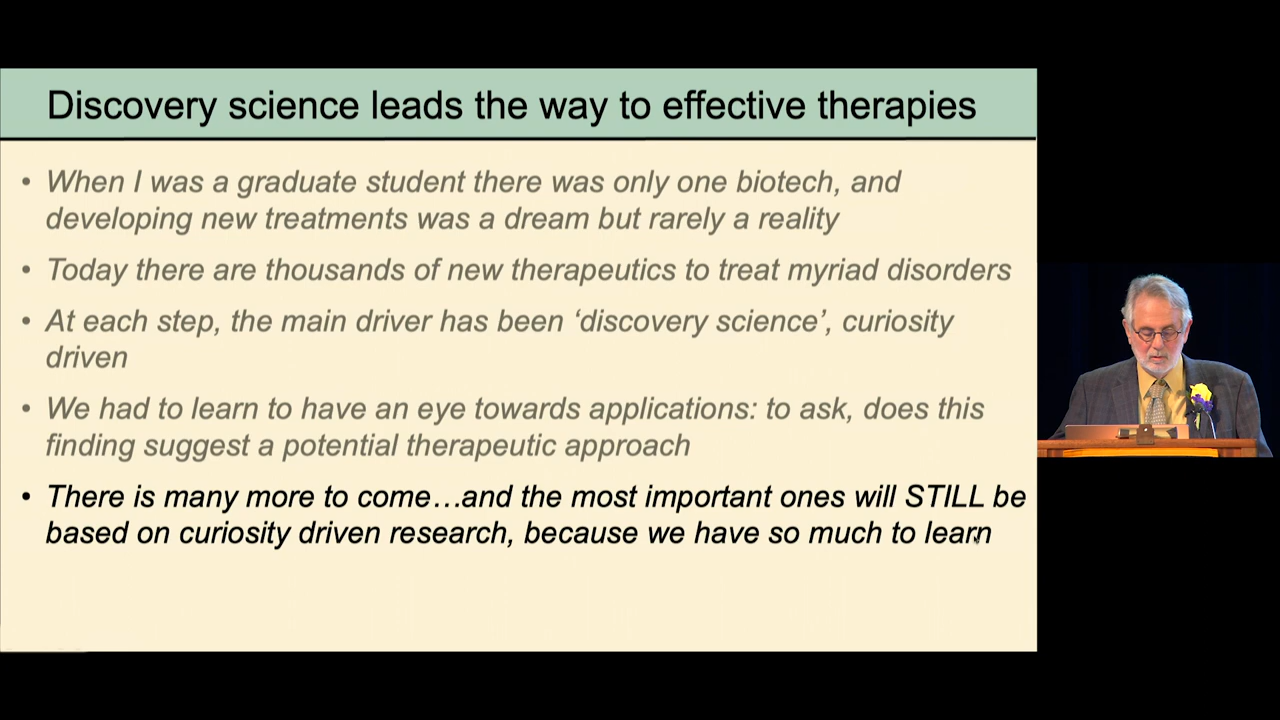 Discovery science leads the way to effective therapies
• When I was a graduate student there was only one biotech, and
developing new treatments was a dream but rarely a reality
• Today there are thousands of new therapeutics to treat myriad disorders
• At each step, the main driver has been ‘discovery science’, curiosity
driven
• We had to learn to have an eye towards applications: to ask, does this
finding suggest a potential therapeutic approach
• There is many more to come…and the most important ones will STILL be
based on curiosity driven research, because we have so much to learn